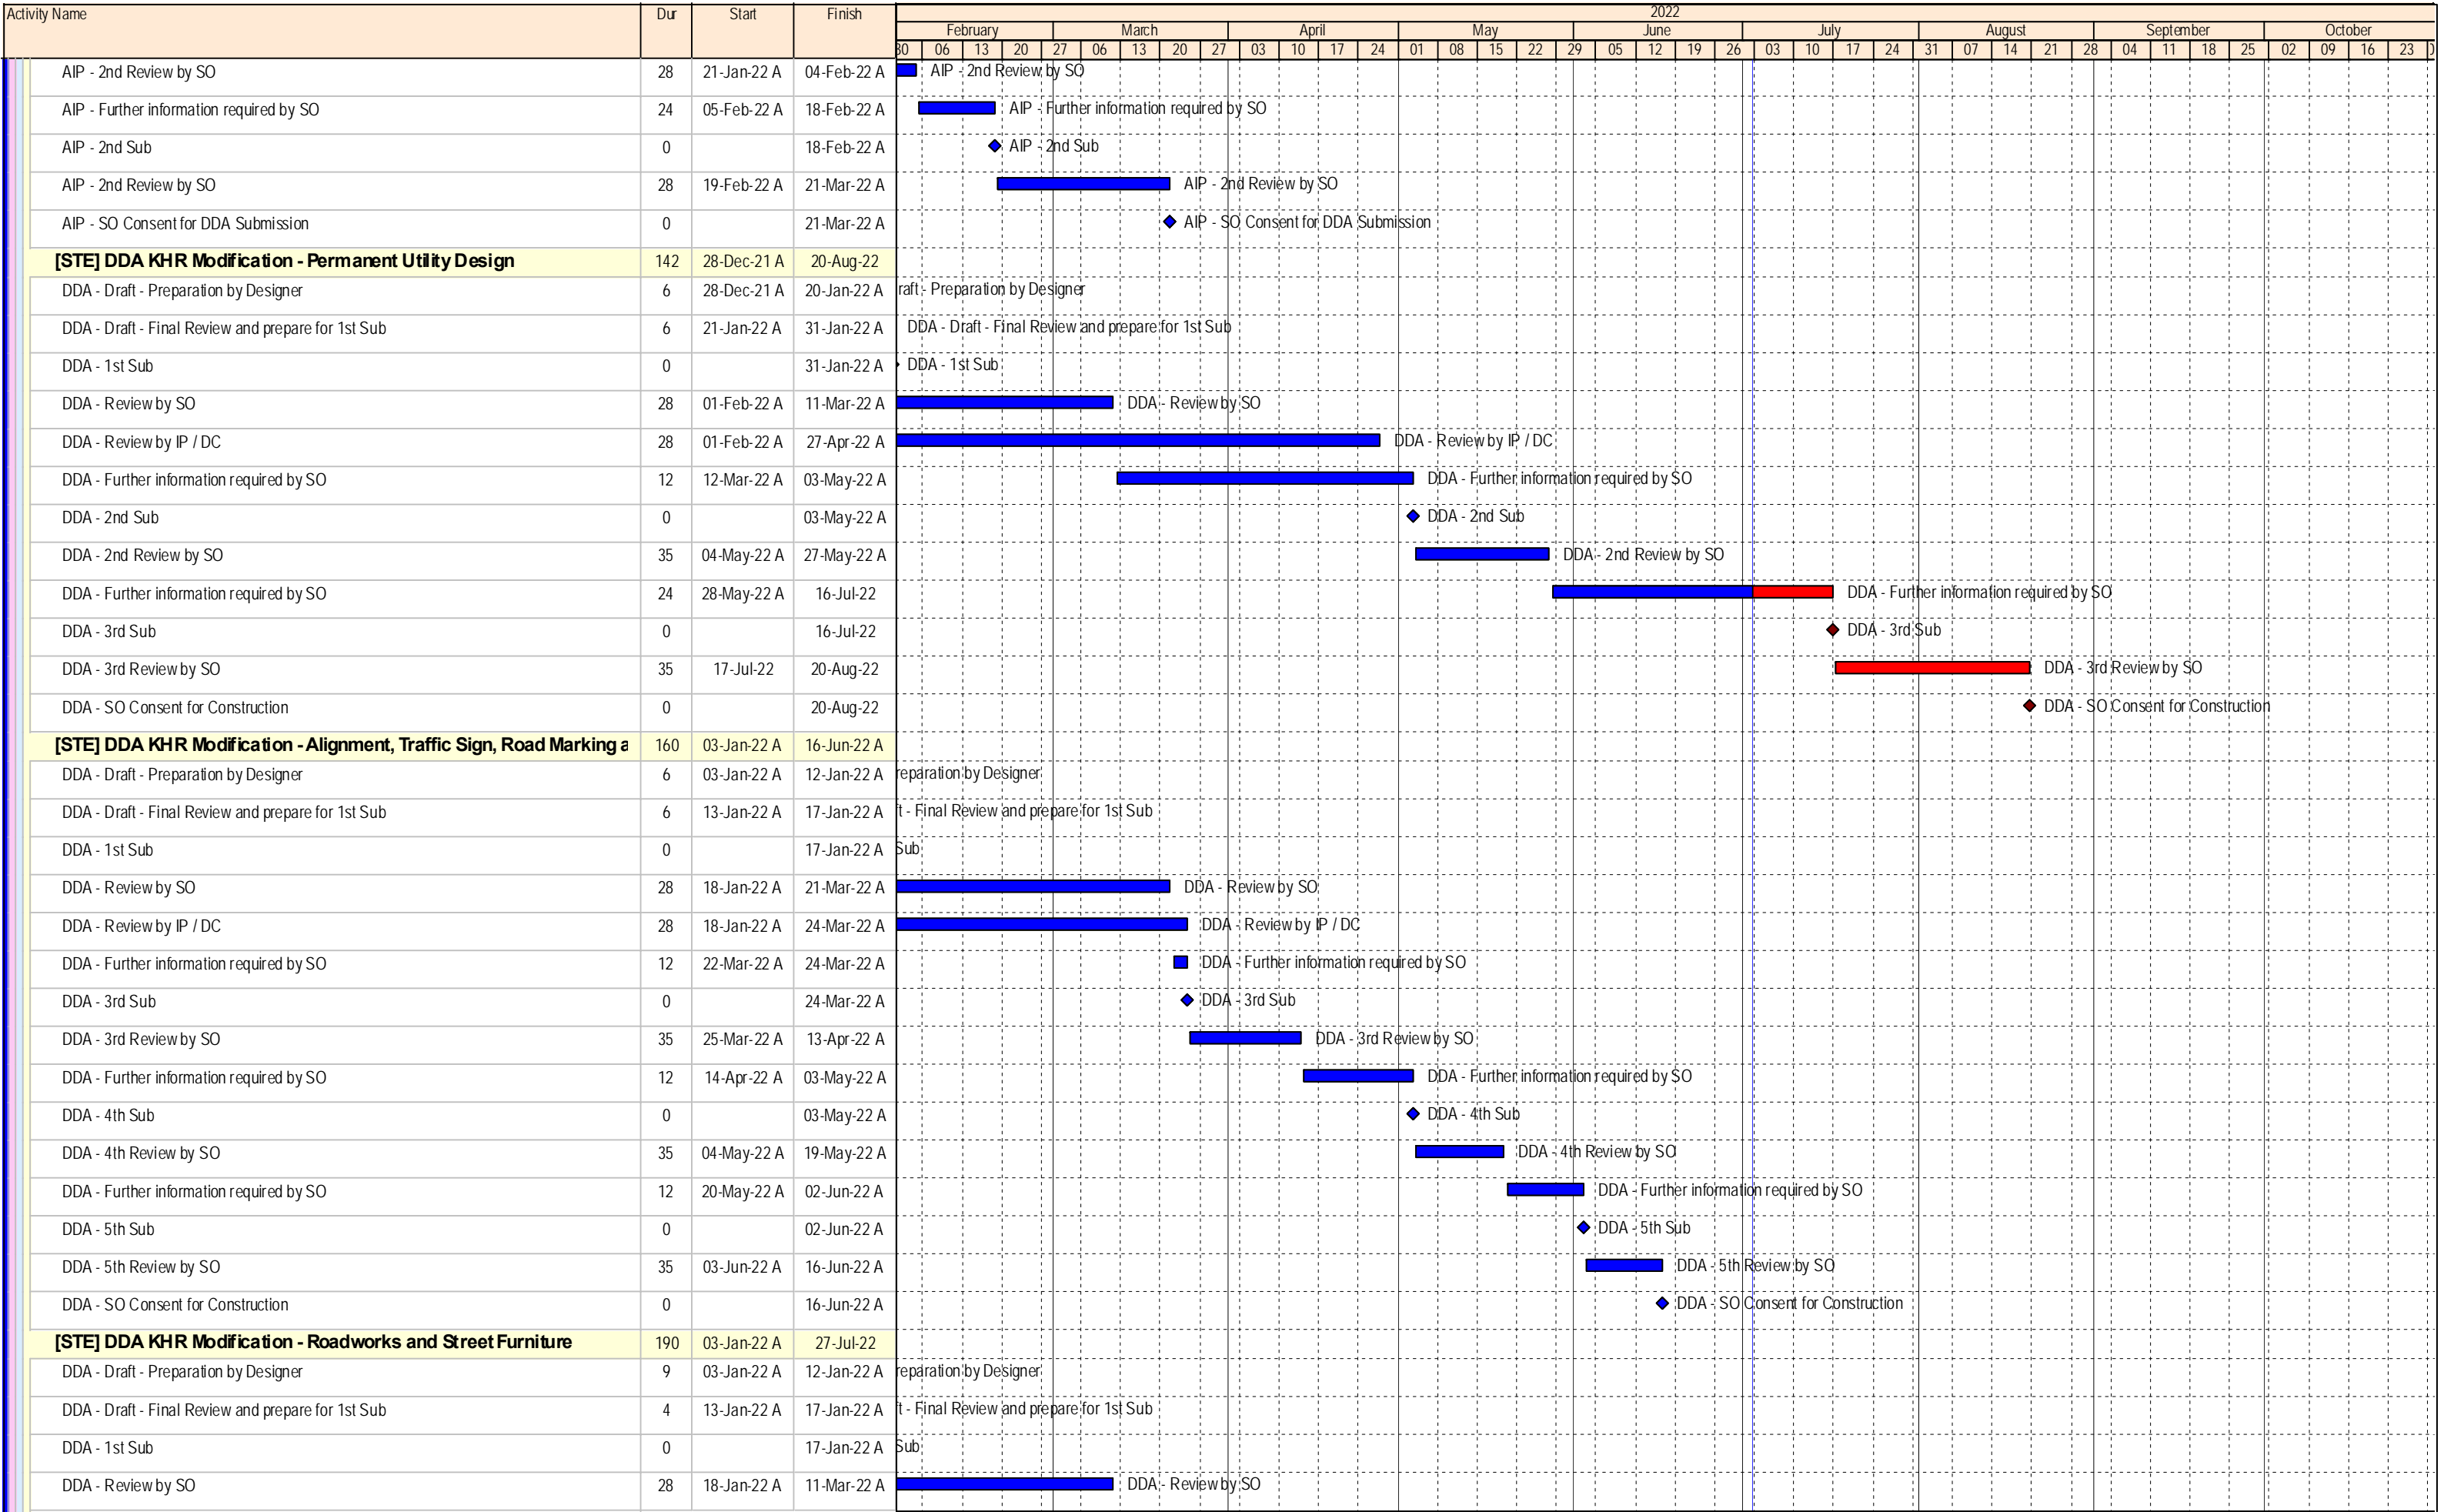 Activity Name Dur Start Finish 2022
February March April May June July August September October
30 06 13 20 27 06 13 20 27 03 10 17 24 01 08 15 22 29 05 12 19 26 03 10 17 24 31 07 14 21 28 04 11 18 25 02 09 16 23
AIP - 2nd Review by SO 28 21-Jan-22 A 04-Feb-22 A AIP - 2nd Review by SO
AIP - Further information required by SO 24 05-Feb-22 A 18-Feb-22 A AIP - Further information required by SO
AIP - 2nd Sub 0 18-Feb-22 A AIP - 2nd Sub
AIP - 2nd Review by SO 28 19-Feb-22 A 21-Mar-22 A AIP - 2nd Review by SO
AIP - SO Consent for DDA Submission 0 21-Mar-22 A AIP - SO Consent for DDA Submission
[STE] DDA KHR Modification - Permanent Utility Design 142 28-Dec-21 A 20-Aug-22
DDA - Draft - Preparation by Designer 6 28-Dec-21 A 20-Jan-22 A raft - Preparation by Designer
DDA - Draft - Final Review and prepare for 1st Sub 6 21-Jan-22 A 31-Jan-22 A DDA - Draft - Final Review and prepare for 1st Sub
DDA - 1st Sub 0 31-Jan-22 A DDA - 1st Sub
DDA - Review by SO 28 01-Feb-22 A 11-Mar-22 A DDA - Review by SO
DDA - Review by IP / DC 28 01-Feb-22 A 27-Apr-22 A DDA - Review by IP / DC
DDA - Further information required by SO 12 12-Mar-22 A 03-May-22 A DDA - Further information required by SO
DDA - 2nd Sub 0 03-May-22 A DDA - 2nd Sub
DDA - 2nd Review by SO 35 04-May-22 A 27-May-22 A DDA - 2nd Review by SO
DDA - Further information required by SO 24 28-May-22 A 16-Jul-22 DDA - Further information required by SO
DDA - 3rd Sub 0 16-Jul-22 DDA - 3rd Sub
DDA - 3rd Review by SO 35 17-Jul-22 20-Aug-22 DDA - 3rd Review by SO
DDA - SO Consent for Construction 0 20-Aug-22 DDA - SO Consent for Construction
[STE] DDA KHR Modification - Alignment, Traffic Sign, Road Marking a 160 03-Jan-22 A 16-Jun-22 A
DDA - Draft - Preparation by Designer 6 03-Jan-22 A 12-Jan-22 A reparation by Designer
DDA - Draft - Final Review and prepare for 1st Sub 6 13-Jan-22 A 17-Jan-22 A ft - Final Review and prepare for 1st Sub
DDA - 1st Sub 0 17-Jan-22 A Sub
DDA - Review by SO 28 18-Jan-22 A 21-Mar-22 A DDA - Review by SO
DDA - Review by IP / DC 28 18-Jan-22 A 24-Mar-22 A DDA - Review by IP / DC
DDA - Further information required by SO 12 22-Mar-22 A 24-Mar-22 A DDA - Further information required by SO
DDA - 3rd Sub 0 24-Mar-22 A DDA - 3rd Sub
DDA - 3rd Review by SO 35 25-Mar-22 A 13-Apr-22 A DDA - 3rd Review by SO
DDA - Further information required by SO 12 14-Apr-22 A 03-May-22 A DDA - Further information required by SO
DDA - 4th Sub 0 03-May-22 A DDA - 4th Sub
DDA - 4th Review by SO 35 04-May-22 A 19-May-22 A DDA - 4th Review by SO
DDA - Further information required by SO 12 20-May-22 A 02-Jun-22 A DDA - Further information required by SO
DDA - 5th Sub 0 02-Jun-22 A DDA - 5th Sub
DDA - 5th Review by SO 35 03-Jun-22 A 16-Jun-22 A DDA - 5th Review by SO
DDA - SO Consent for Construction 0 16-Jun-22 A DDA - SO Consent for Construction
[STE] DDA KHR Modification - Roadworks and Street Furniture 190 03-Jan-22 A 27-Jul-22
DDA - Draft - Preparation by Designer 9 03-Jan-22 A 12-Jan-22 A reparation by Designer
DDA - Draft - Final Review and prepare for 1st Sub 4 13-Jan-22 A 17-Jan-22 A ft - Final Review and prepare for 1st Sub
DDA - 1st Sub 0 17-Jan-22 A Sub
DDA - Review by SO 28 18-Jan-22 A 11-Mar-22 A DDA - Review by SO